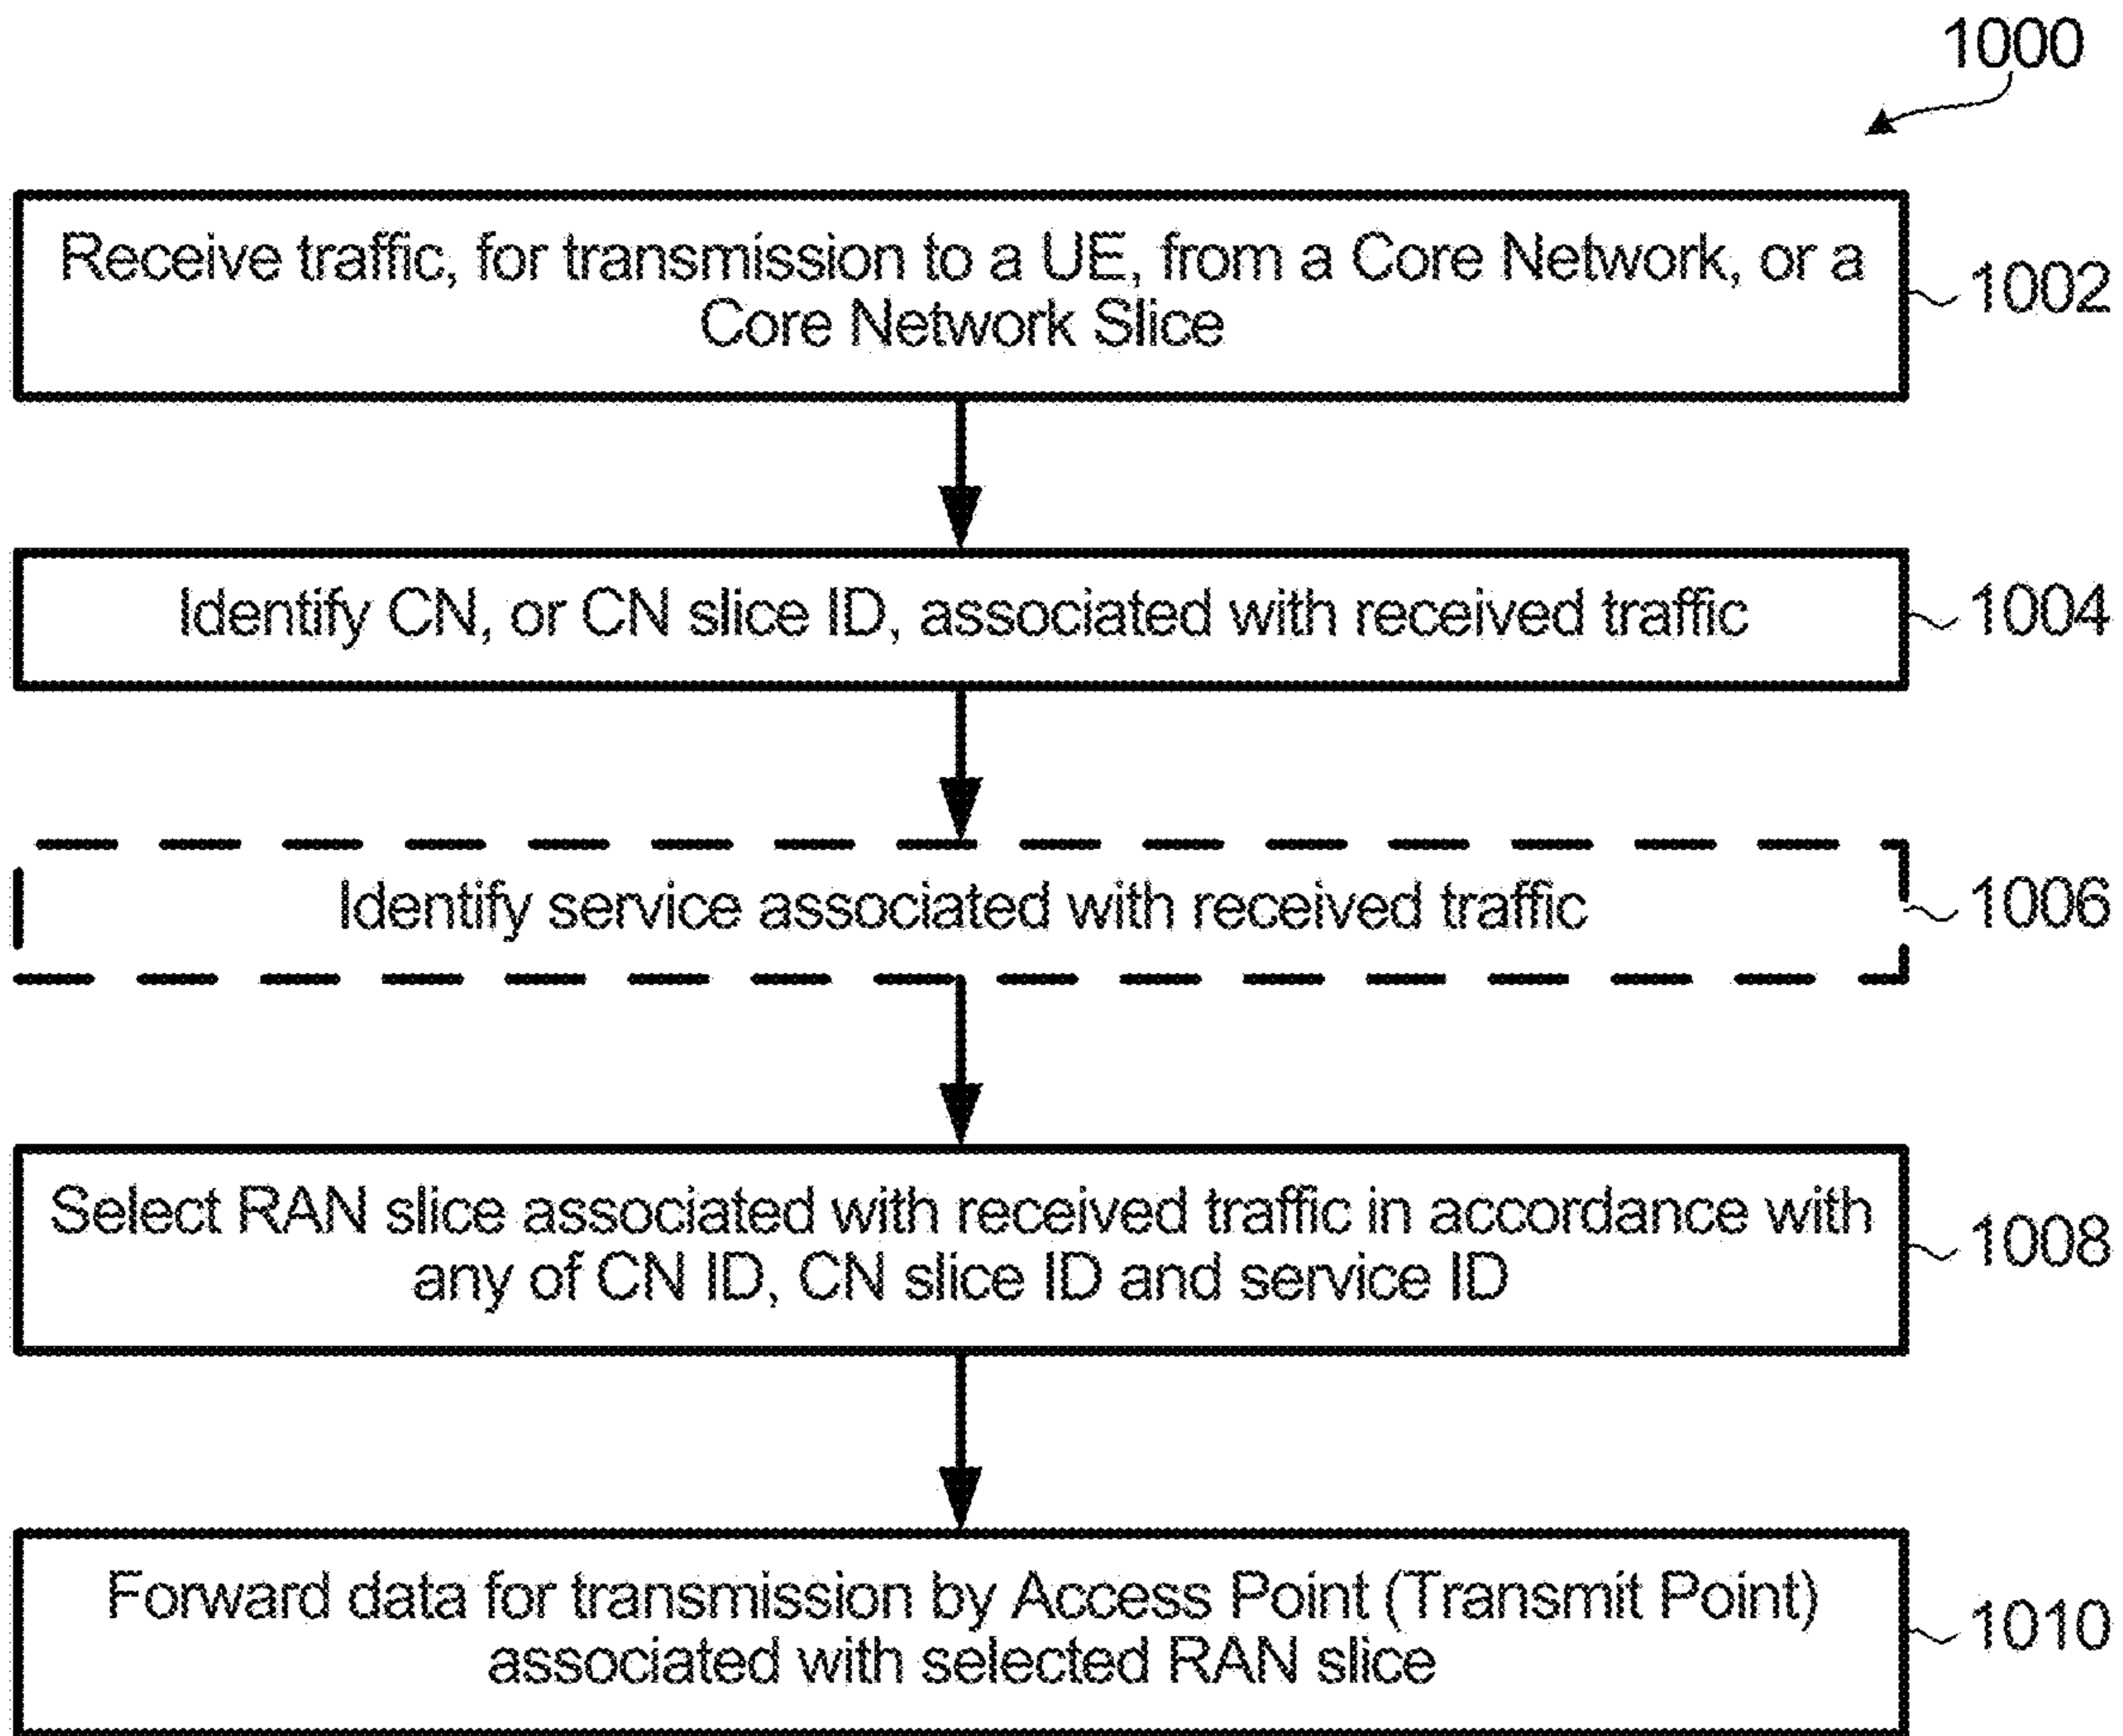 1000
Receive traffic, for transmission to a UE, from a Core Network, or a
Core Network Slice
1002
Identify CN, or CN slice ID, associated with received traffic
1004
Identify service associated with received traffic
1006
Select RAN slice associated with received traffic in accordance with
any of CN ID, CN slice ID and service ID
1008
Forward data for transmission by Access Point (Transmit Point)
associated with selected RAN slice
1010